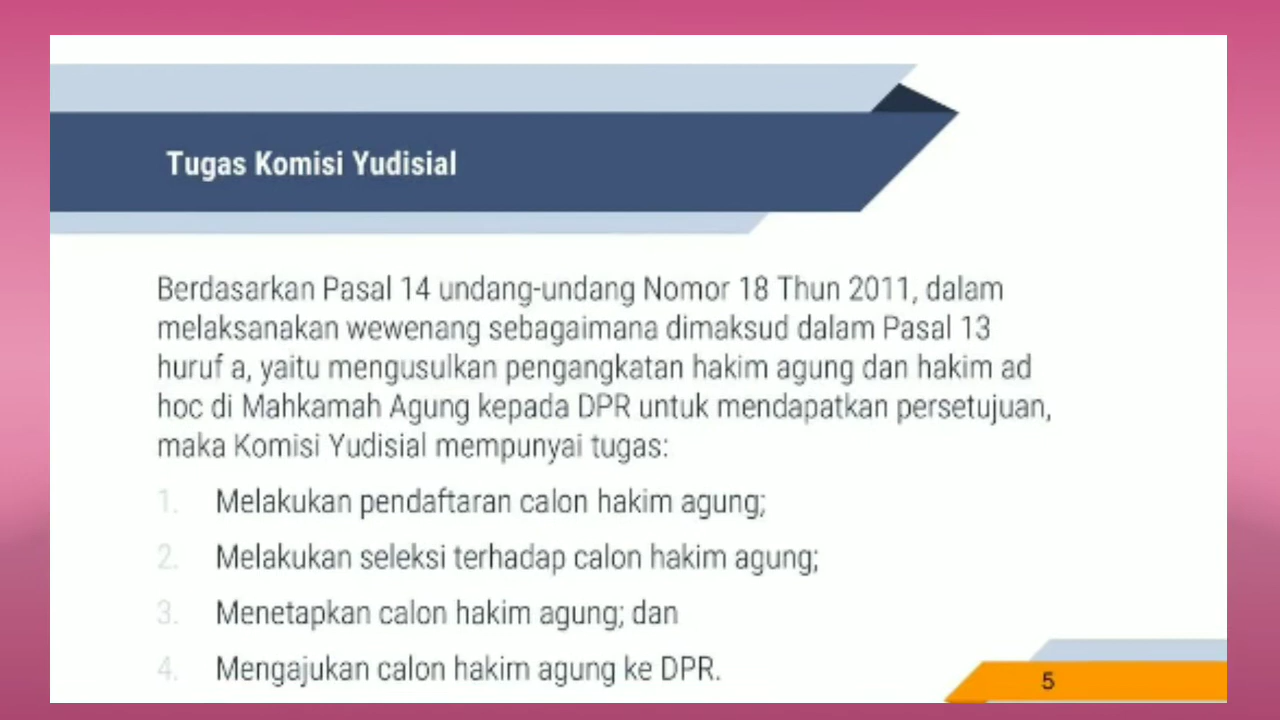 Tugas Komisi Yudisial
Berdasarkan Pasal 14 undang-undang Nomor 18 Thun 2011, dalam
melaksanakan wewenang sebagaimana dimaksud dalam Pasal 13
huruf a, yaitu mengusulkan pengangkatan hakim agung dan hakim ad
hoc di Mahkamah Agung kepada DPR untuk mendapatkan persetujuan,
maka Komisi Yudisial mempunyai tugas:
1. Melakukan pendaftaran calon hakim agung;
2. Melakukan seleksi terhadap calon hakim agung;
3. Menetapkan calon hakim agung; dan
4. Mengajukan calon hakim agung ke DPR.
5